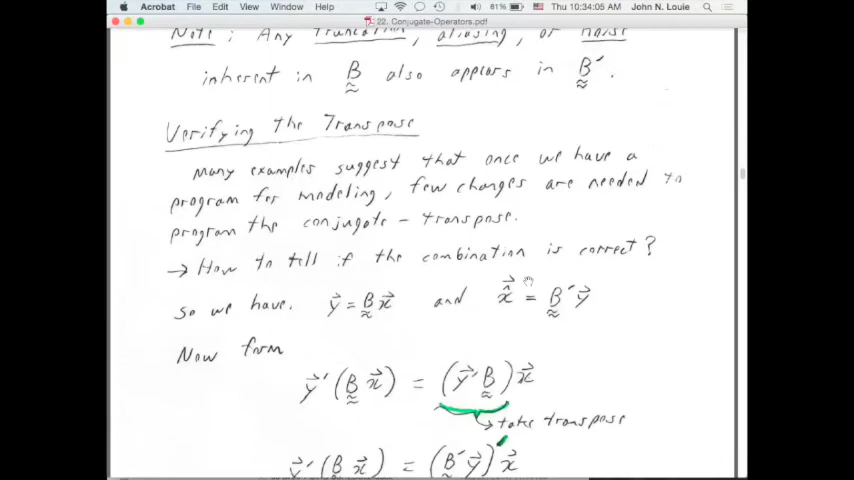 Acrobat File Edit View Window Help 81% Thu 10:34:05 AM John N. Louie
22. Conjugate-Operators.pdf
Note : Any truncation, aliasing, or noise
inherent in B also appears in B′.
Verifying the Transpose
Many examples suggest that once we have a
program for modeling, few changes are needed to
program the conjugate - transpose.
→ How to tell if the combination is correct?
So we have. y⃗ = B x⃗ and x̂⃗ = B′ y⃗
Now form
y⃗′ (B x⃗) = (y⃗′ B) x⃗
→ take transpose
y⃗′ (B x⃗) = (B′ y⃗)′ x⃗